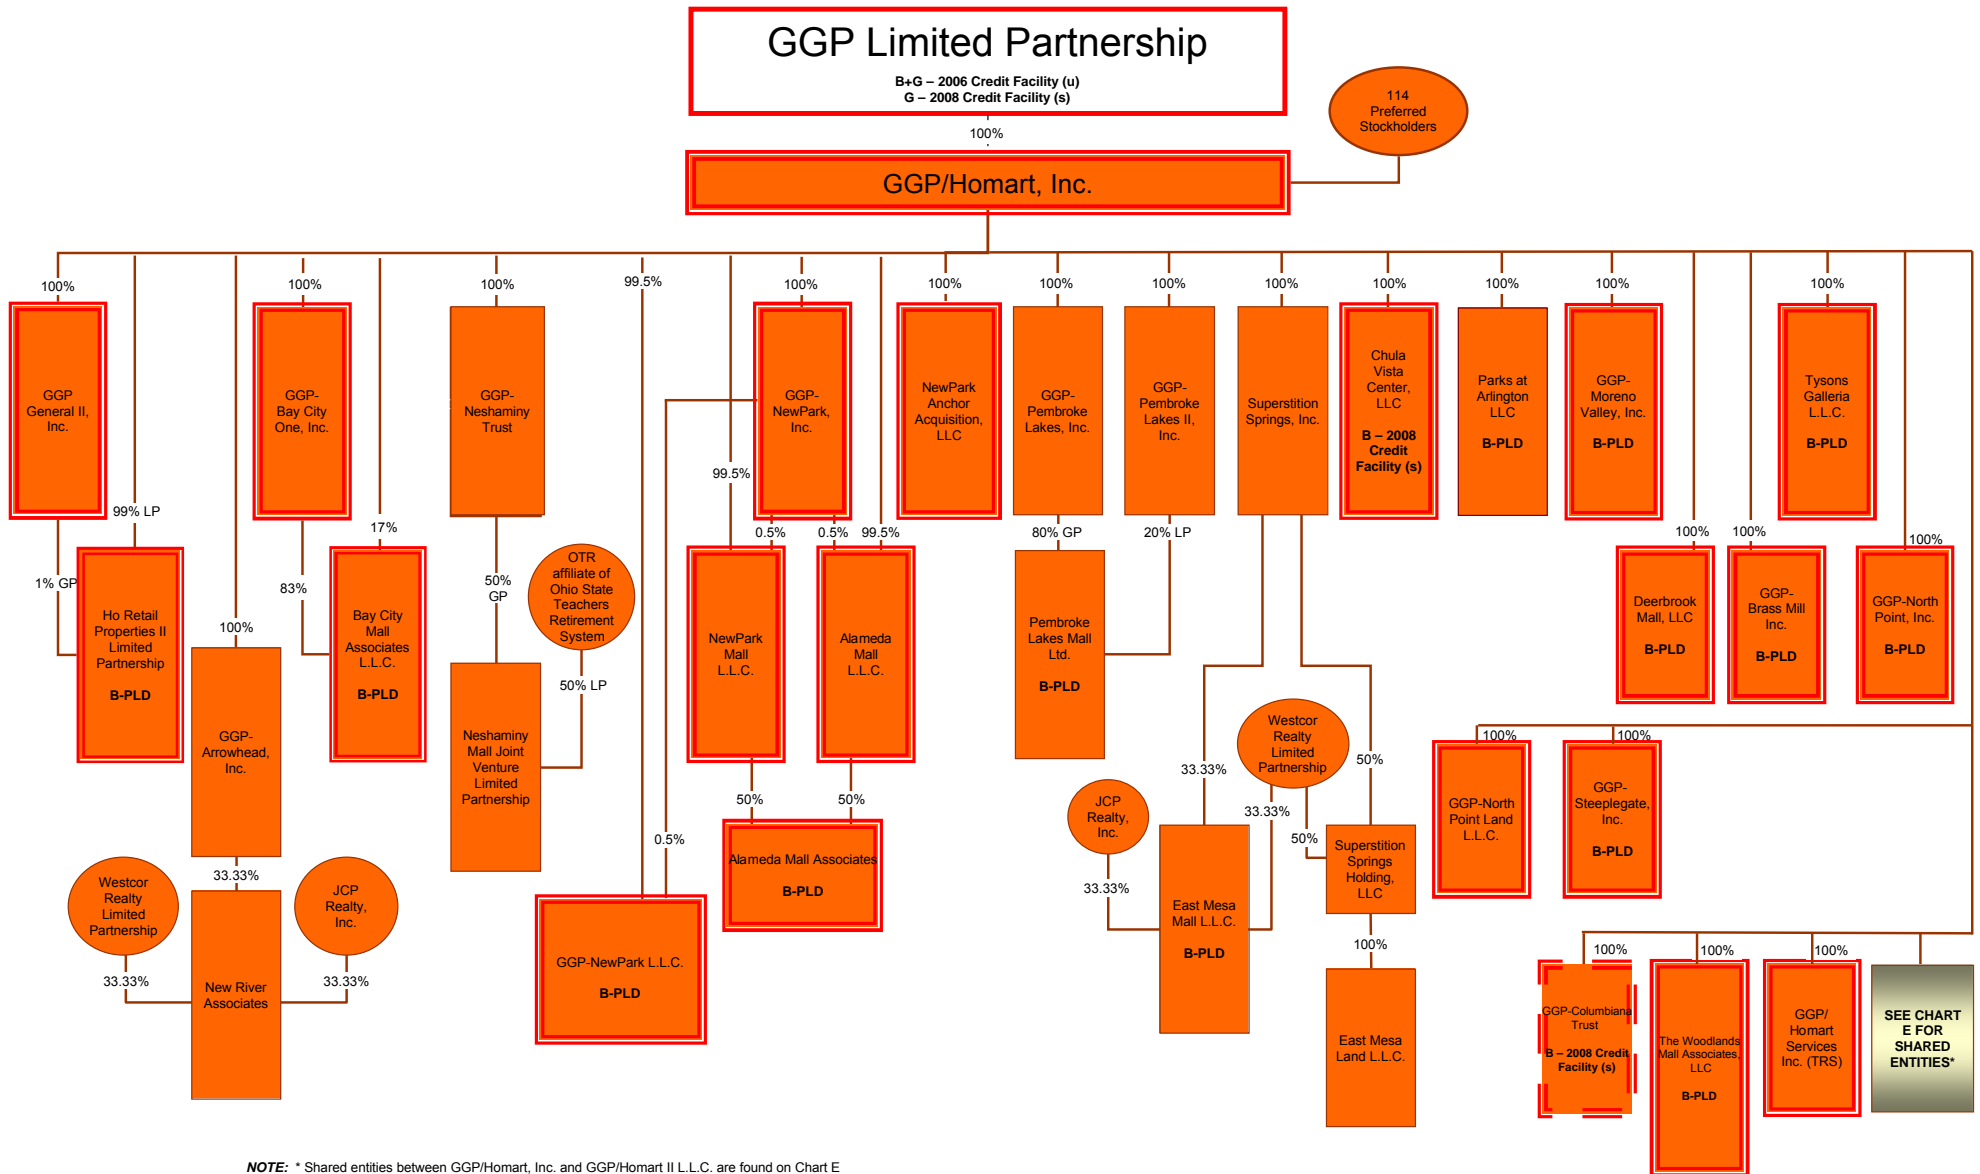 GGP Limited Partnership
B+G – 2006 Credit Facility (u)
G – 2008 Credit Facility (s)
114
Preferred
Stockholders
100%
GGP/Homart, Inc.
100%
100%
100%
99.5%
100%
100%
100%
100%
100%
100%
100%
100%
100%
GGP
General II,
Inc.
GGP-
Bay City
One, Inc.
GGP-
Neshaminy
Trust
GGP-
NewPark,
Inc.
NewPark
Anchor
Acquisition,
LLC
GGP-
Pembroke
Lakes, Inc.
GGP-
Pembroke
Lakes II,
Inc.
Superstition
Springs, Inc.
Chula
Vista
Center,
LLC
B – 2008
Credit
Facility (s)
Parks at
Arlington
LLC
B-PLD
GGP-
Moreno
Valley, Inc.
B-PLD
Tysons
Galleria
L.L.C.
B-PLD
99% LP
17%
99.5%
0.5%
0.5%
99.5%
80% GP
20% LP
100%
100%
100%
1% GP
83%
50%
GP
OTR
affiliate of
Ohio State
Teachers
Retirement
System
50% LP
Ho Retail
Properties II
Limited
Partnership
B-PLD
Bay City
Mall
Associates
L.L.C.
B-PLD
NewPark
Mall
L.L.C.
Alameda
Mall
L.L.C.
Pembroke
Lakes Mall
Ltd.
B-PLD
Deerbrook
Mall, LLC
B-PLD
GGP-
Brass Mill
Inc.
B-PLD
GGP-North
Point, Inc.
B-PLD
100%
GGP-
Arrowhead,
Inc.
Neshaminy
Mall Joint
Venture
Limited
Partnership
Westcor
Realty
Limited
Partnership
33.33%
50%
33.33%
50%
100%
100%
GGP-North
Point Land
L.L.C.
GGP-
Steeplegate,
Inc.
B-PLD
50%
50%
0.5%
Alameda Mall Associates
B-PLD
JCP
Realty,
Inc.
33.33%
East Mesa
Mall L.L.C.
B-PLD
Superstition
Springs
Holding,
LLC
33.33%
Westcor
Realty
Limited
Partnership
JCP
Realty,
Inc.
33.33%
33.33%
New River
Associates
GGP-NewPark L.L.C.
B-PLD
100%
East Mesa
Land L.L.C.
100%
100%
100%
GGP-Columbiana
Trust
B – 2008 Credit
Facility (s)
The Woodlands
Mall Associates,
LLC
B-PLD
GGP/
Homart
Services
Inc. (TRS)
SEE CHART
E FOR
SHARED
ENTITIES*
NOTE: * Shared entities between GGP/Homart, Inc. and GGP/Homart II L.L.C. are found on Chart E